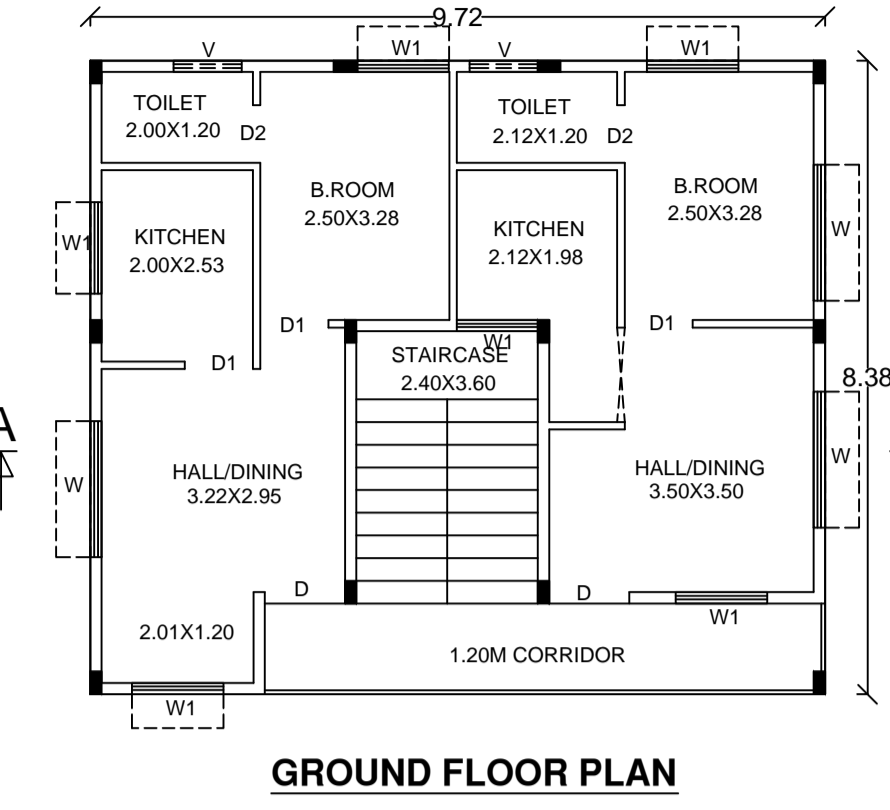 9.72
V
W1
V
W1
TOILET
2.00X1.20
D2
TOILET
2.12X1.20
D2
B.ROOM
2.50X3.28
B.ROOM
2.50X3.28
W1
KITCHEN
2.00X2.53
KITCHEN
2.12X1.98
W
D1
D1
W1
D1
STAIRCASE
2.40X3.60
8.38
A
W
HALL/DINING
3.22X2.95
HALL/DINING
3.50X3.50
W
D
D
W1
2.01X1.20
1.20M CORRIDOR
W1
GROUND FLOOR PLAN